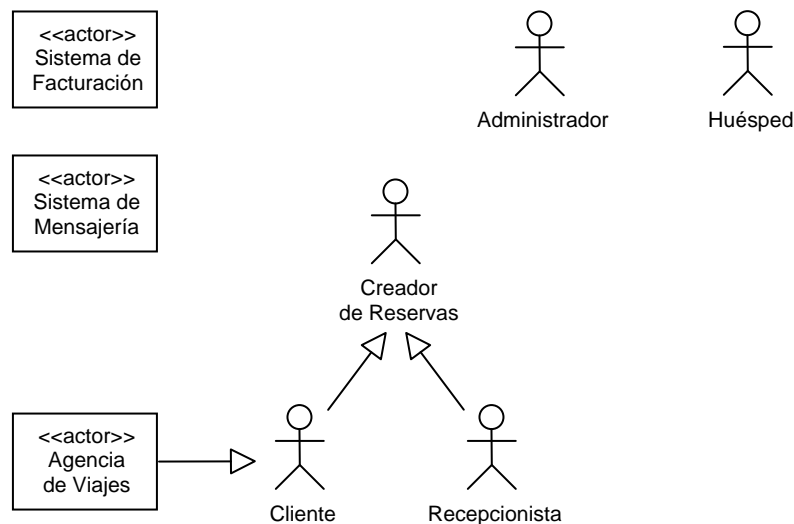 <<actor>>
Sistema de
Facturación
Administrador
Huésped
<<actor>>
Sistema de
Mensajería
Creador
de Reservas
<<actor>>
Agencia
de Viajes
Cliente
Recepcionista